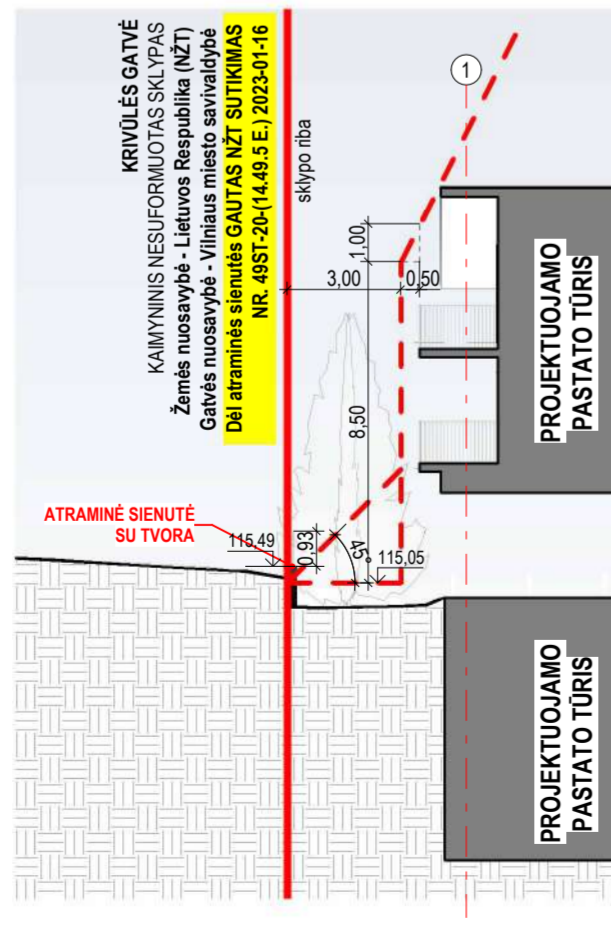 KRIVŪLĖS GATVĖ
KAIMYNINIS NESUFORMUOTAS SKLYPAS
Žemės nuosavybė - Lietuvos Respublika (NŽT)
Gatvės nuosavybė - Vilniaus miesto savivaldybė
Dėl atraminės sienutės GAUTAS NŽT SUTIKIMAS
NR. 49ST-20-(14.49.5 E.) 2023-01-16
sklypo riba
1
1,00
3,00
0,50
8,50
PROJEKTUOJAMO
PASTATO TŪRIS
ATRAMINĖ SIENUTĖ
SU TVORA
115,49
0,93
45°
115,05
PROJEKTUOJAMO
PASTATO TŪRIS